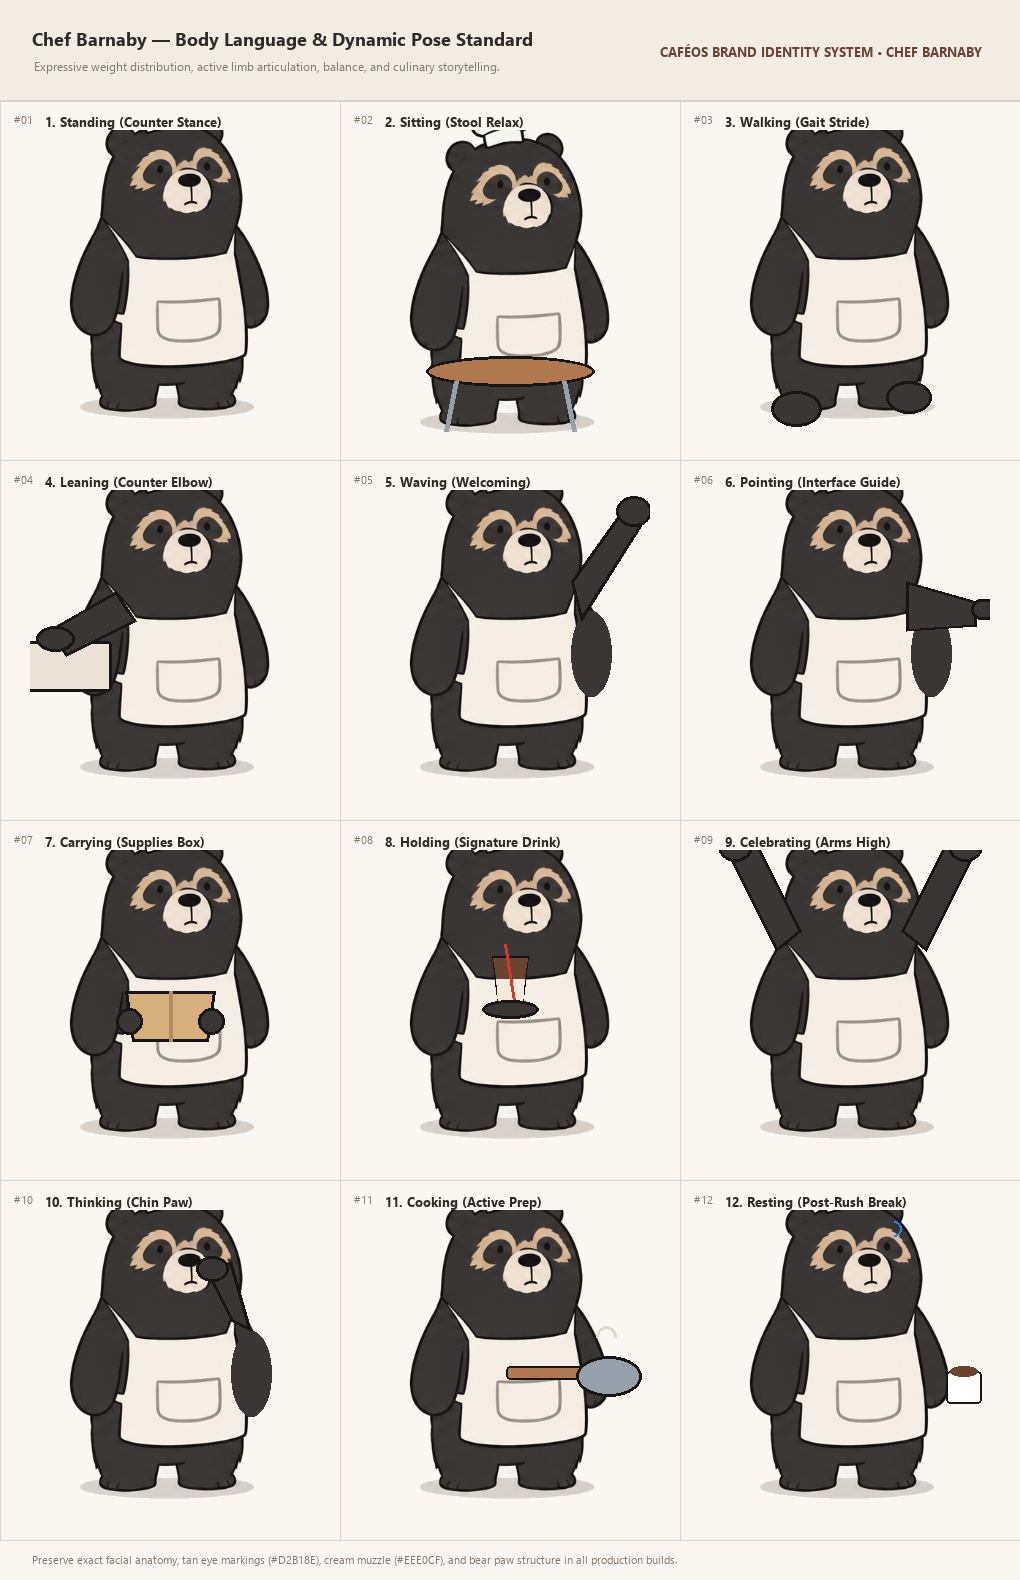 Chef Barnaby — Body Language & Dynamic Pose Standard
Expressive weight distribution, active limb articulation, balance, and culinary storytelling.
CAFÉOS BRAND IDENTITY SYSTEM • CHEF BARNABY
#01 1. Standing (Counter Stance)
#02 2. Sitting (Stool Relax)
#03 3. Walking (Gait Stride)
#04 4. Leaning (Counter Elbow)
#05 5. Waving (Welcoming)
#06 6. Pointing (Interface Guide)
#07 7. Carrying (Supplies Box)
#08 8. Holding (Signature Drink)
#09 9. Celebrating (Arms High)
#10 10. Thinking (Chin Paw)
#11 11. Cooking (Active Prep)
#12 12. Resting (Post-Rush Break)
Preserve exact facial anatomy, tan eye markings (#D2B18E), cream muzzle (#EEE0CF), and bear paw structure in all production builds.